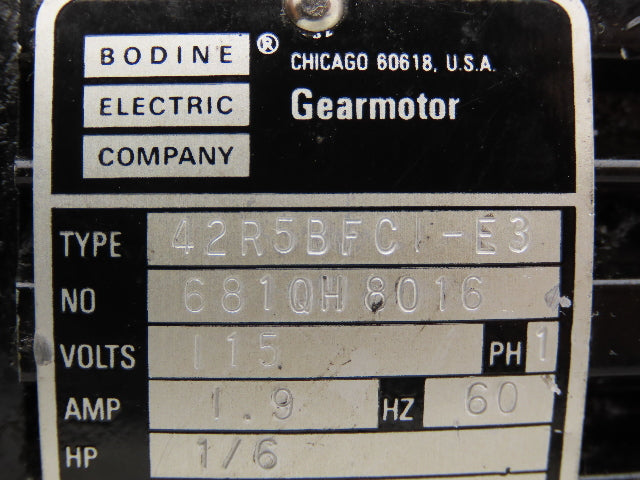 BODINE ®
ELECTRIC
COMPANY
CHICAGO 60618, U.S.A.
Gearmotor
TYPE 42R5BFCI-E3
NO 681QH8016
VOLTS 115 PH 1
AMP 1.9 HZ 60
HP 1/6